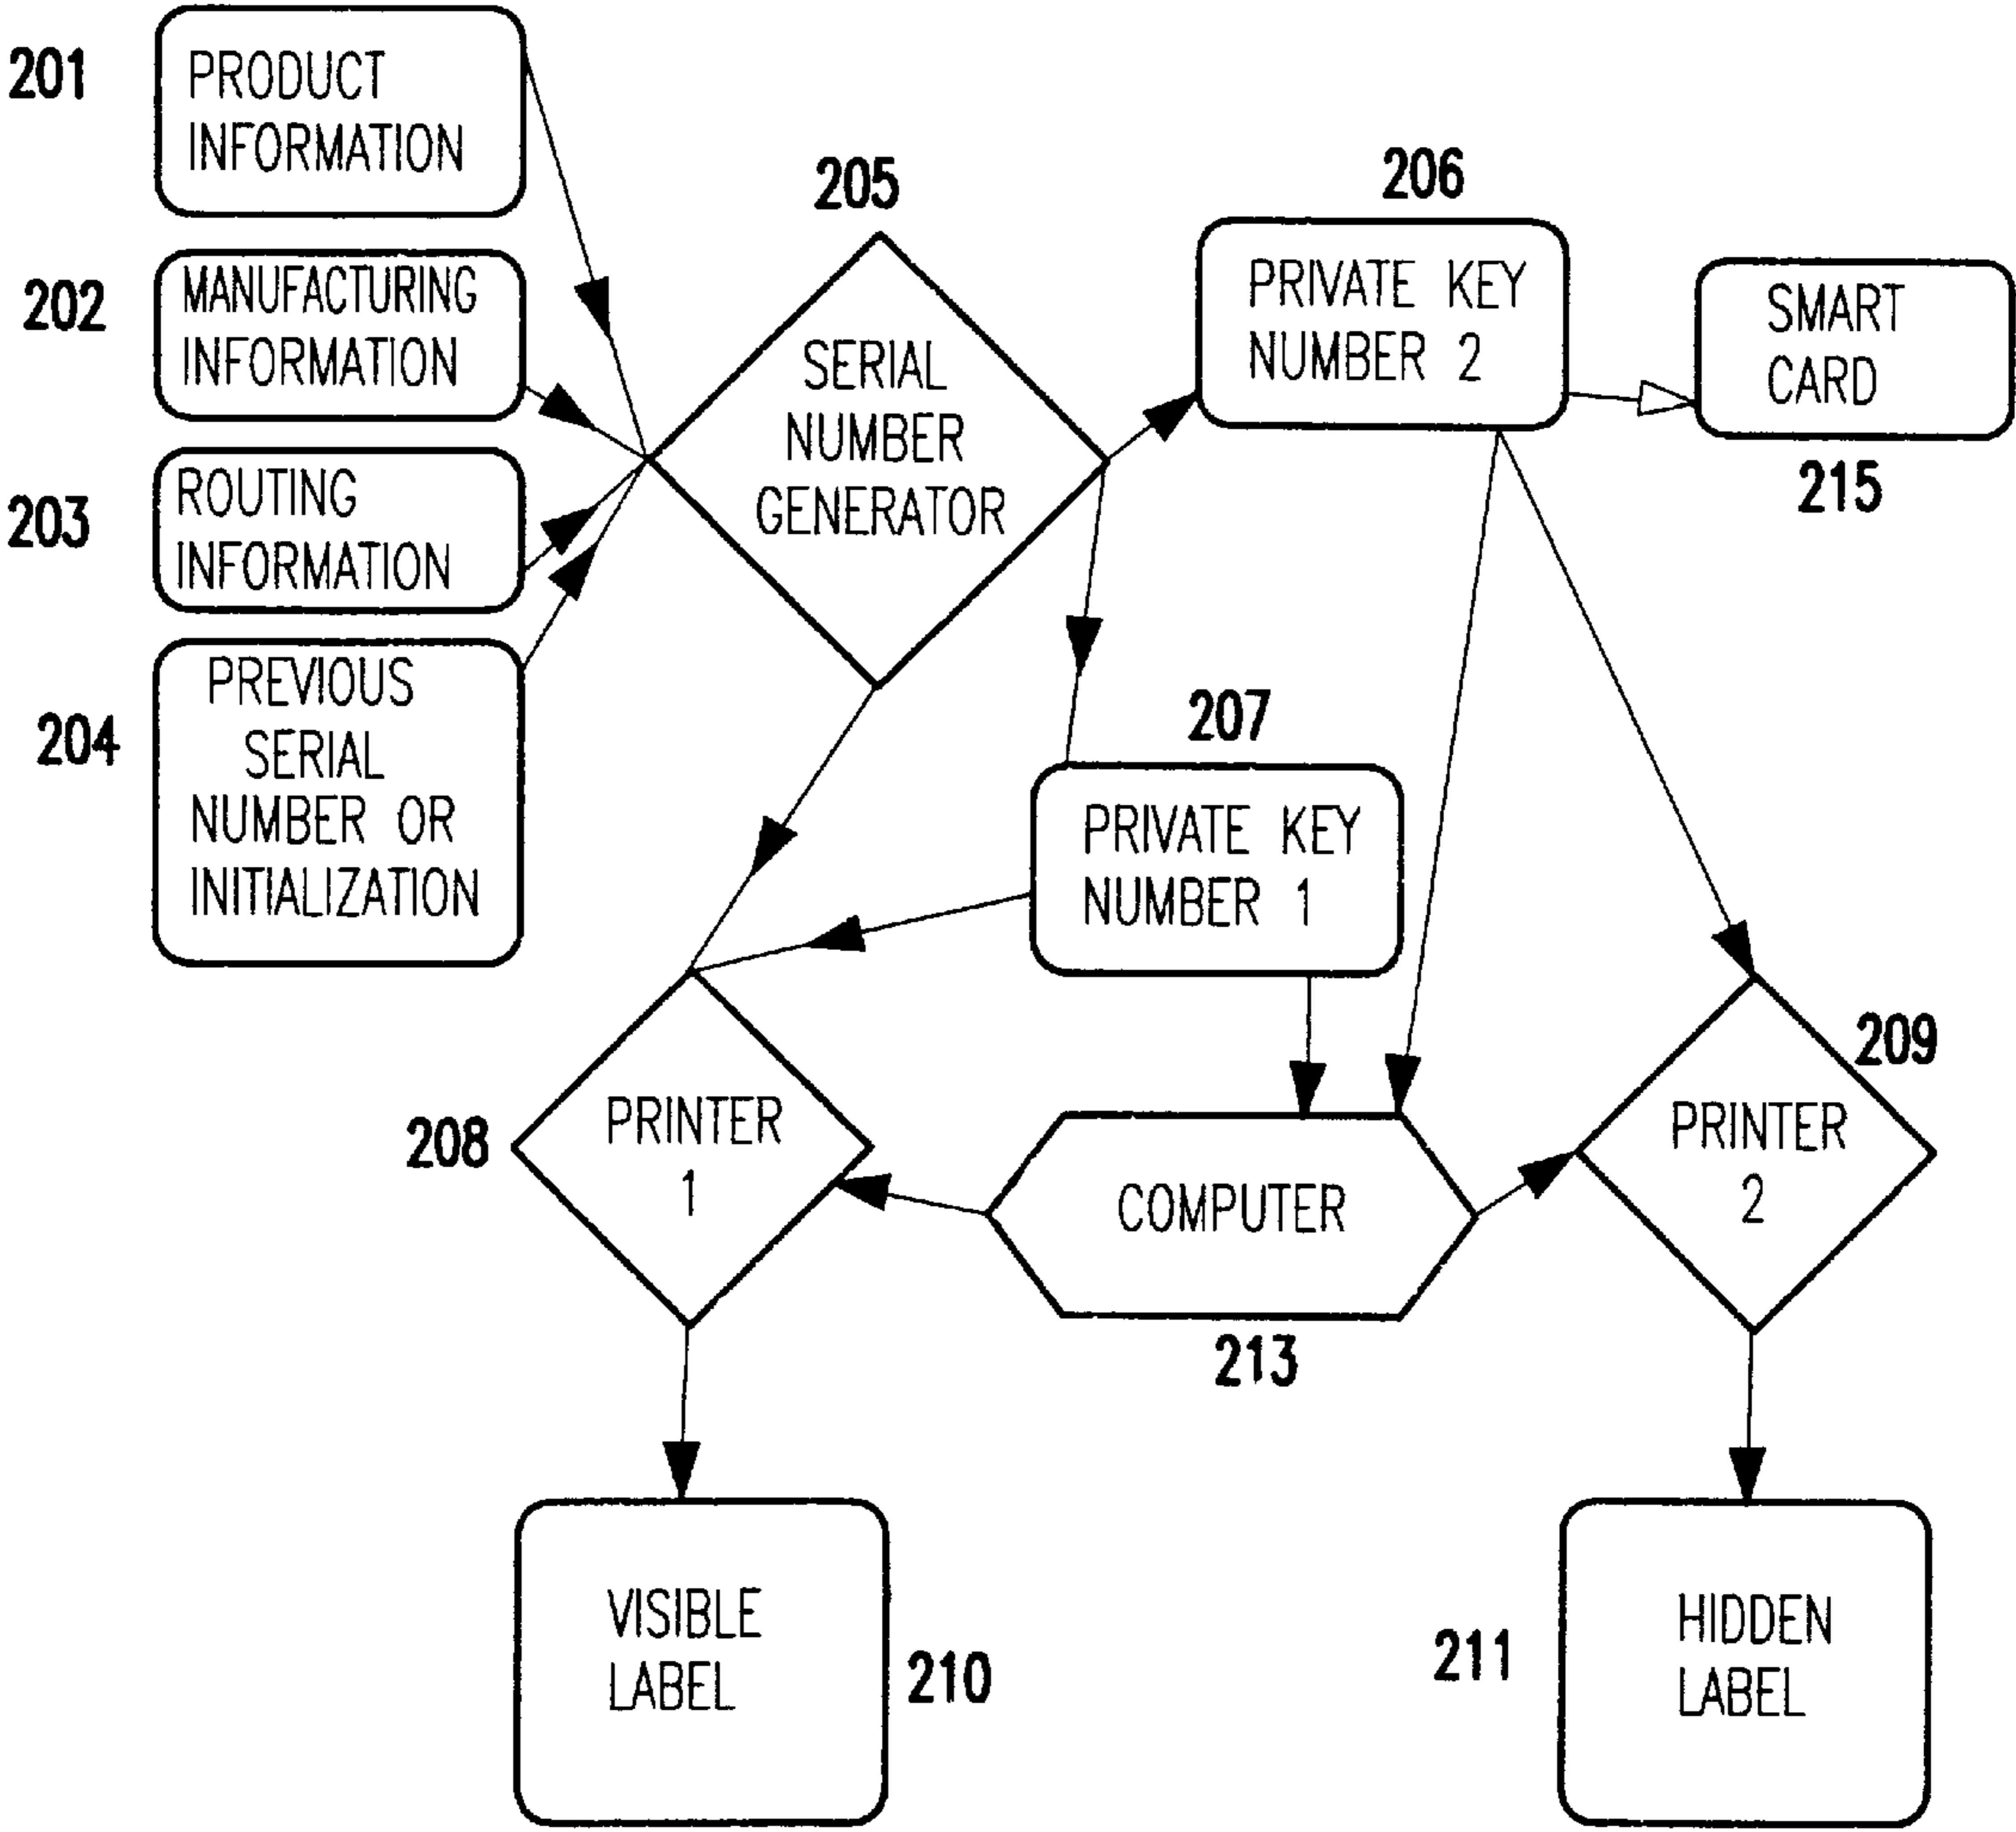 201
PRODUCT
INFORMATION
202
MANUFACTURING
INFORMATION
203
ROUTING
INFORMATION
204
PREVIOUS
SERIAL
NUMBER OR
INITIALIZATION
205
SERIAL
NUMBER
GENERATOR
206
PRIVATE KEY
NUMBER 2
SMART
CARD
215
207
PRIVATE KEY
NUMBER 1
208
PRINTER
1
COMPUTER
213
209
PRINTER
2
VISIBLE
LABEL
210
211
HIDDEN
LABEL